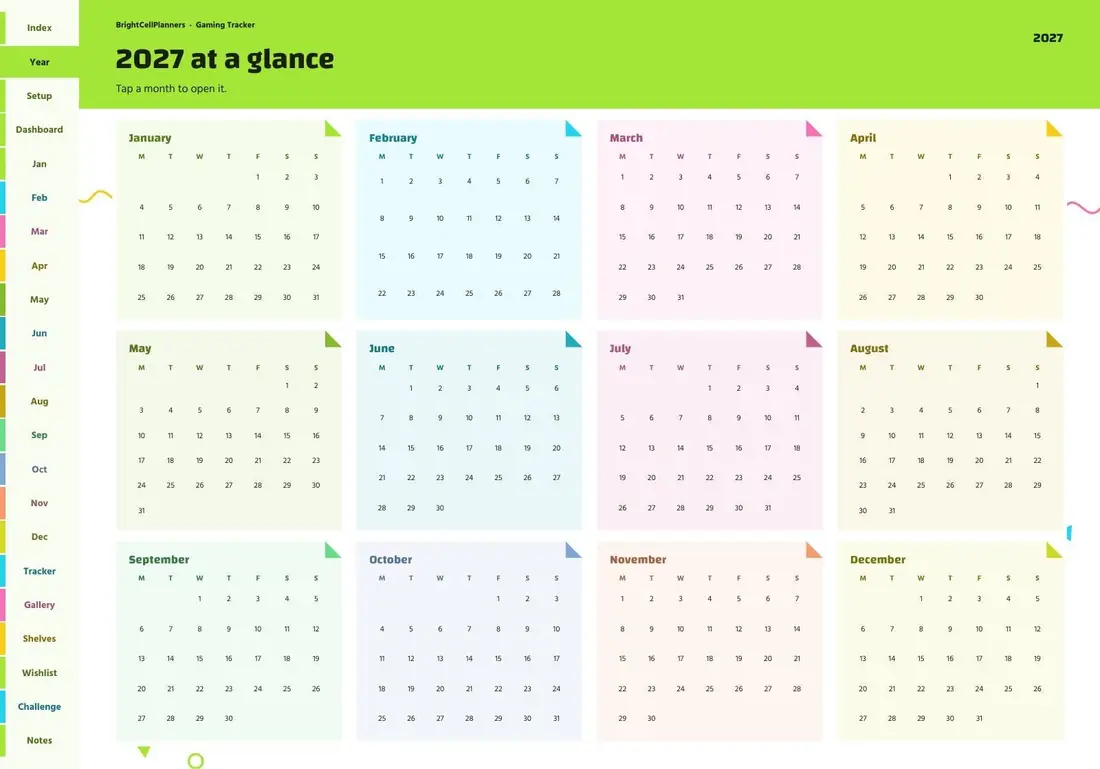 Index
Year
Setup
Dashboard
Jan
Feb
Mar
Apr
May
Jun
Jul
Aug
Sep
Oct
Nov
Dec
Tracker
Gallery
Shelves
Wishlist
Challenge
Notes
BrightCellPlanners · Gaming Tracker
2027
2027 at a glance
Tap a month to open it.
January
M T W T F S S
1 2 3
4 5 6 7 8 9 10
11 12 13 14 15 16 17
18 19 20 21 22 23 24
25 26 27 28 29 30 31
February
M T W T F S S
1 2 3 4 5 6 7
8 9 10 11 12 13 14
15 16 17 18 19 20 21
22 23 24 25 26 27 28
March
M T W T F S S
1 2 3 4 5 6 7
8 9 10 11 12 13 14
15 16 17 18 19 20 21
22 23 24 25 26 27 28
29 30 31
April
M T W T F S S
1 2 3 4
5 6 7 8 9 10 11
12 13 14 15 16 17 18
19 20 21 22 23 24 25
26 27 28 29 30
May
M T W T F S S
1 2
3 4 5 6 7 8 9
10 11 12 13 14 15 16
17 18 19 20 21 22 23
24 25 26 27 28 29 30
31
June
M T W T F S S
1 2 3 4 5 6
7 8 9 10 11 12 13
14 15 16 17 18 19 20
21 22 23 24 25 26 27
28 29 30
July
M T W T F S S
1 2 3 4
5 6 7 8 9 10 11
12 13 14 15 16 17 18
19 20 21 22 23 24 25
26 27 28 29 30 31
August
M T W T F S S
1
2 3 4 5 6 7 8
9 10 11 12 13 14 15
16 17 18 19 20 21 22
23 24 25 26 27 28 29
30 31
September
M T W T F S S
1 2 3 4 5
6 7 8 9 10 11 12
13 14 15 16 17 18 19
20 21 22 23 24 25 26
27 28 29 30
October
M T W T F S S
1 2 3
4 5 6 7 8 9 10
11 12 13 14 15 16 17
18 19 20 21 22 23 24
25 26 27 28 29 30 31
November
M T W T F S S
1 2 3 4 5 6 7
8 9 10 11 12 13 14
15 16 17 18 19 20 21
22 23 24 25 26 27 28
29 30
December
M T W T F S S
1 2 3 4 5
6 7 8 9 10 11 12
13 14 15 16 17 18 19
20 21 22 23 24 25 26
27 28 29 30 31